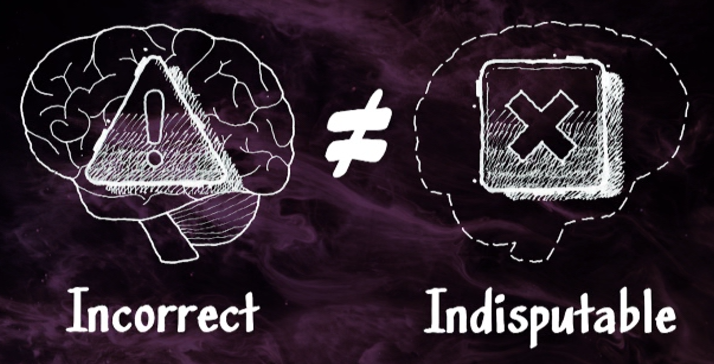 ≠
Incorrect
Indisputable